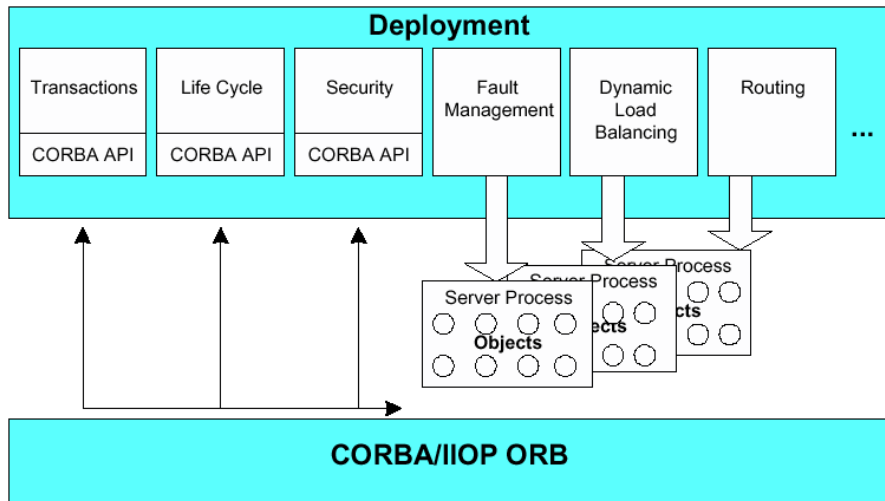 Deployment
Transactions
Life Cycle
Security
Fault
Management
Dynamic
Load
Balancing
Routing
...
CORBA API
CORBA API
CORBA API
Server Process
Server Process
Server Process
Objects
CORBA/IIOP ORB